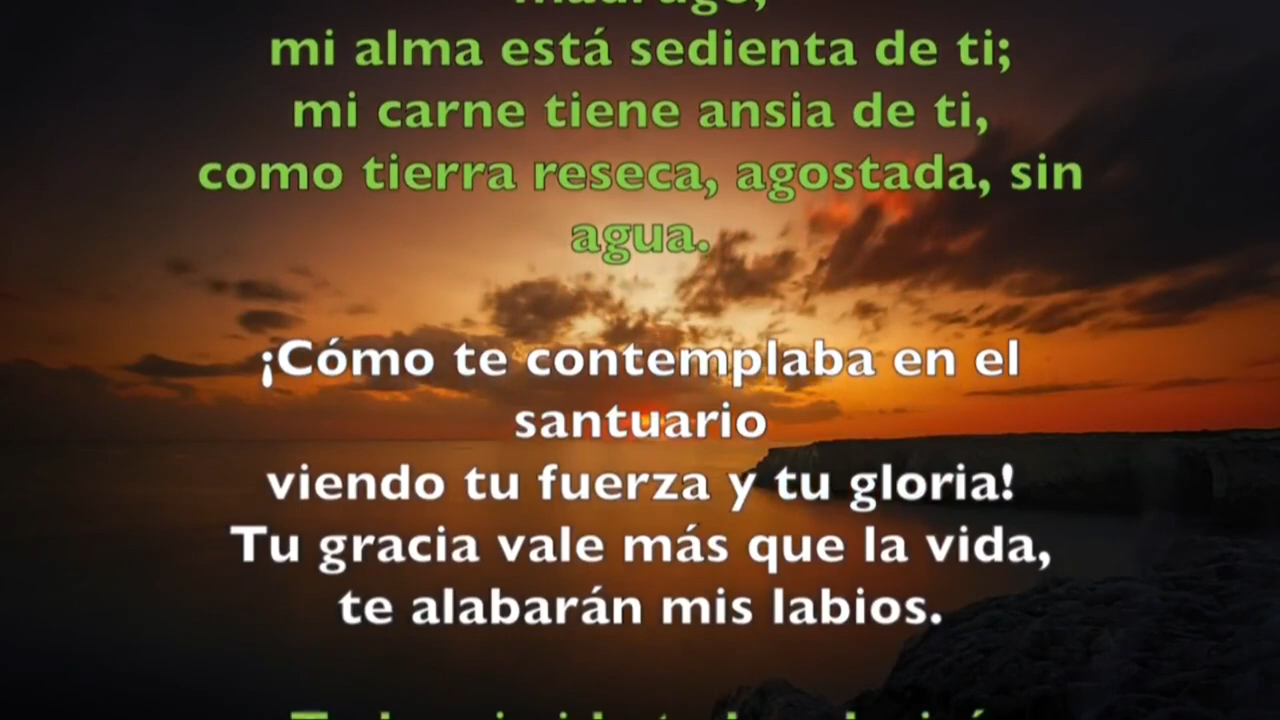 madrugo,
mi alma está sedienta de ti;
mi carne tiene ansia de ti,
como tierra reseca, agostada, sin
agua.
¡Cómo te contemplaba en el
santuario
viendo tu fuerza y tu gloria!
Tu gracia vale más que la vida,
te alabarán mis labios.